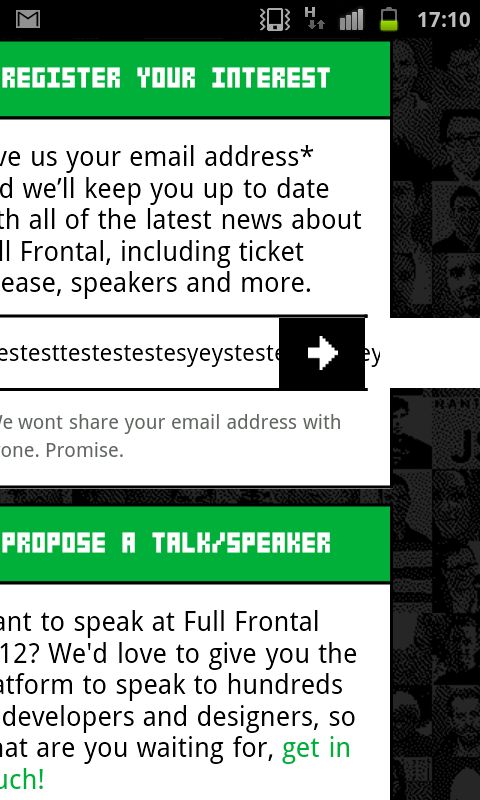 H
17:10
REGISTER YOUR INTEREST
ve us your email address*
d we’ll keep you up to date
th all of the latest news about
ll Frontal, including ticket
ease, speakers and more.
estesttestestestesyeysteste ey
e wont share your email address with
one. Promise.
PROPOSE A TALK/SPEAKER
ant to speak at Full Frontal
12? We'd love to give you the
atform to speak to hundreds
developers and designers, so
hat are you waiting for, get in
uch!